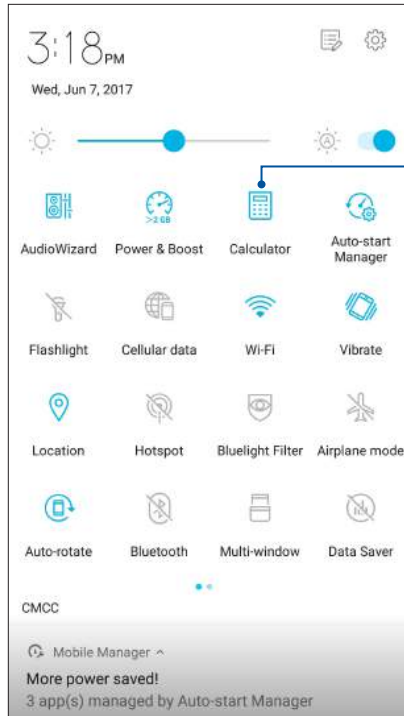 3:18PM
Wed, Jun 7, 2017
A
>2 GB
AudioWizard Power & Boost Calculator Auto-start Manager
Flashlight Cellular data Wi-Fi Vibrate
Location Hotspot Bluelight Filter Airplane mode
Auto-rotate Bluetooth Multi-window Data Saver
CMCC
Mobile Manager
More power saved!
3 app(s) managed by Auto-start Manager